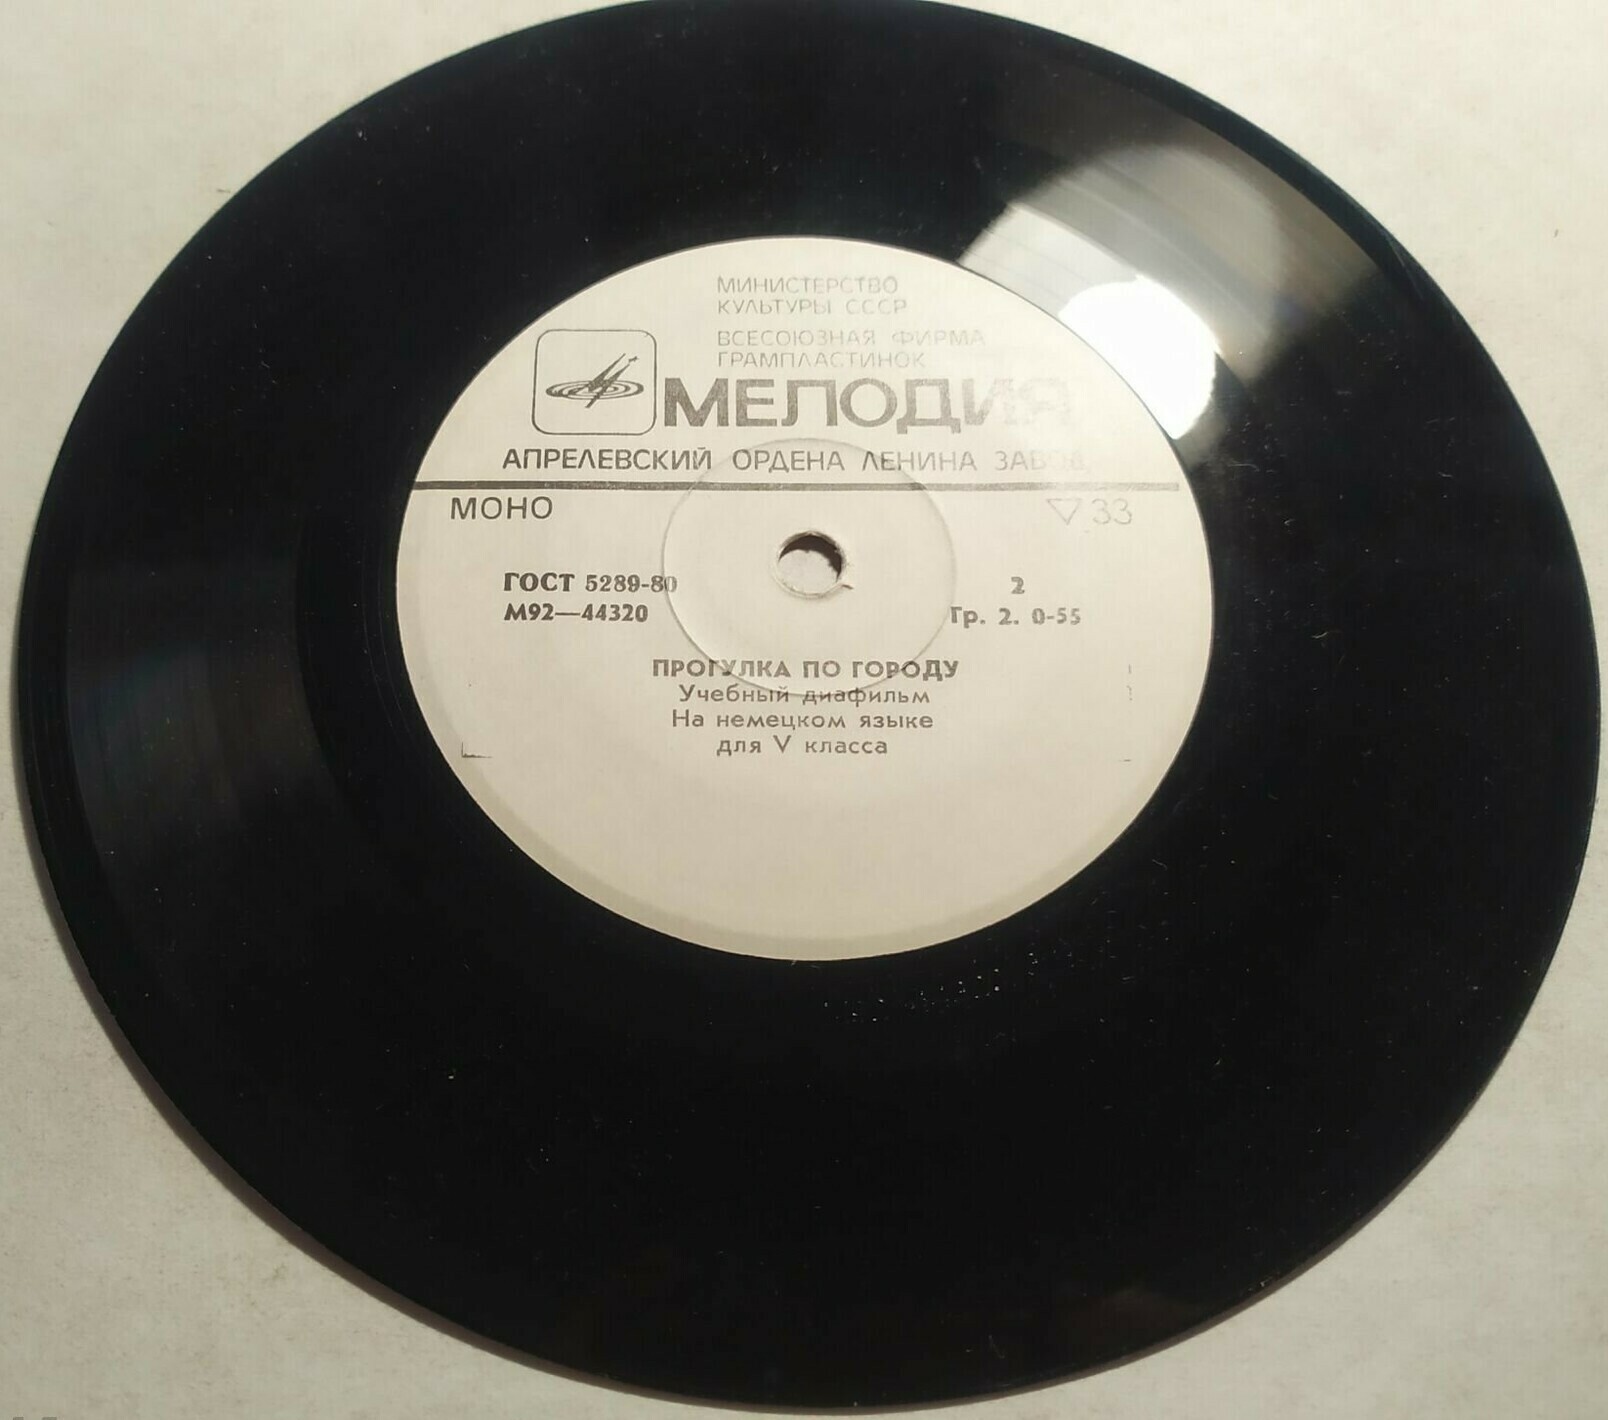 МИНИСТЕРСТВО
КУЛЬТУРЫ СССР
ВСЕСОЮЗНАЯ ФИРМА
ГРАМПЛАСТИНОК
МЕЛОДИЯ
АПРЕЛЕВСКИЙ ОРДЕНА ЛЕНИНА ЗАВОД
МОНО
33
ГОСТ 5289-80
2
М92—44320
Гр. 2. 0-55
ПРОГУЛКА ПО ГОРОДУ
Учебный диафильм
На немецком языке
для V класса